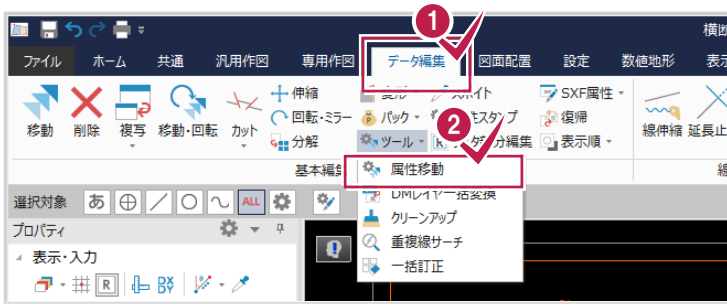 横断
ファイル ホーム 共通 汎用作図 専用作図 データ編集 図面配置 設定 数値地形 表示
1
移動 削除 複写 移動・回転 カット
伸縮
回転・ミラー
分解
パック
ツール
SXF属性
復帰
表示順
線伸縮 延長止
2
基本編集
属性移動
DMレイヤ一括変換
クリーンアップ
重複線サーチ
一括訂正
選択対象 あ ALL
プロパティ
表示・入力
R